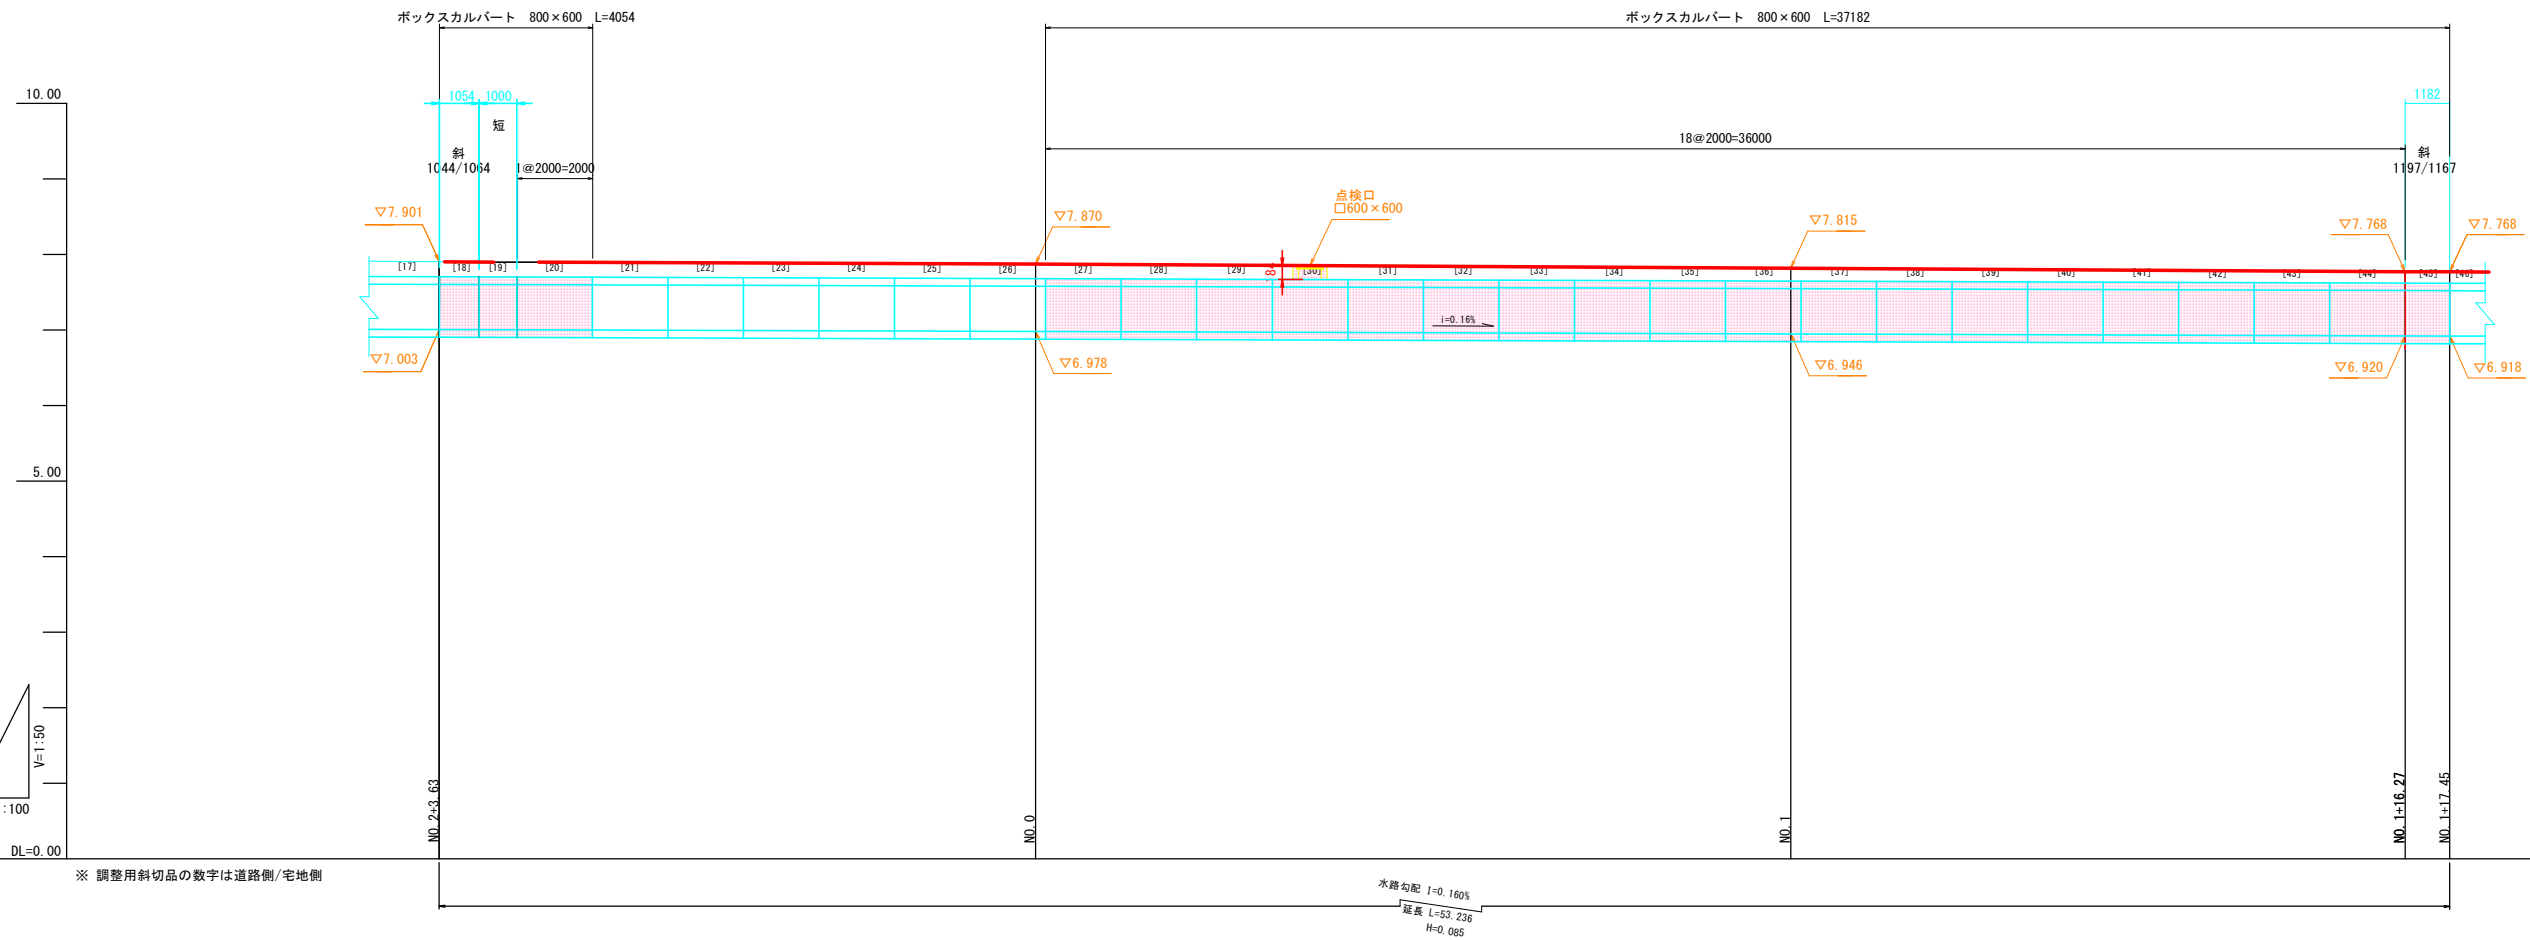 ボックスカルバート 800×600 L=4054
ボックスカルバート 800×600 L=37182
10.00
1054
1000
1182
短
18@2000=36000
斜
1044/1064
1@2000=2000
斜
1197/1167
点検口
□600×600
▽7.901
▽7.870
▽7.815
▽7.768
▽7.768
[17]
[18]
[19]
[20]
[21]
[22]
[23]
[24]
[25]
[26]
[27]
[28]
[29]
[30]
[31]
[32]
[33]
[34]
[35]
[36]
[37]
[38]
[39]
[40]
[41]
[42]
[43]
[44]
[45]
[46]
i=0.16%
▽7.003
▽6.978
▽6.946
▽6.920
▽6.918
5.00
V=1:50
:100
NO.2+3.63
NO.0
NO.1
NO.1+16.27
NO.1+17.45
DL=0.00
※ 調整用斜切品の数字は道路側/宅地側
水路勾配 I=0.160%
延長 L=53.236
H=0.085